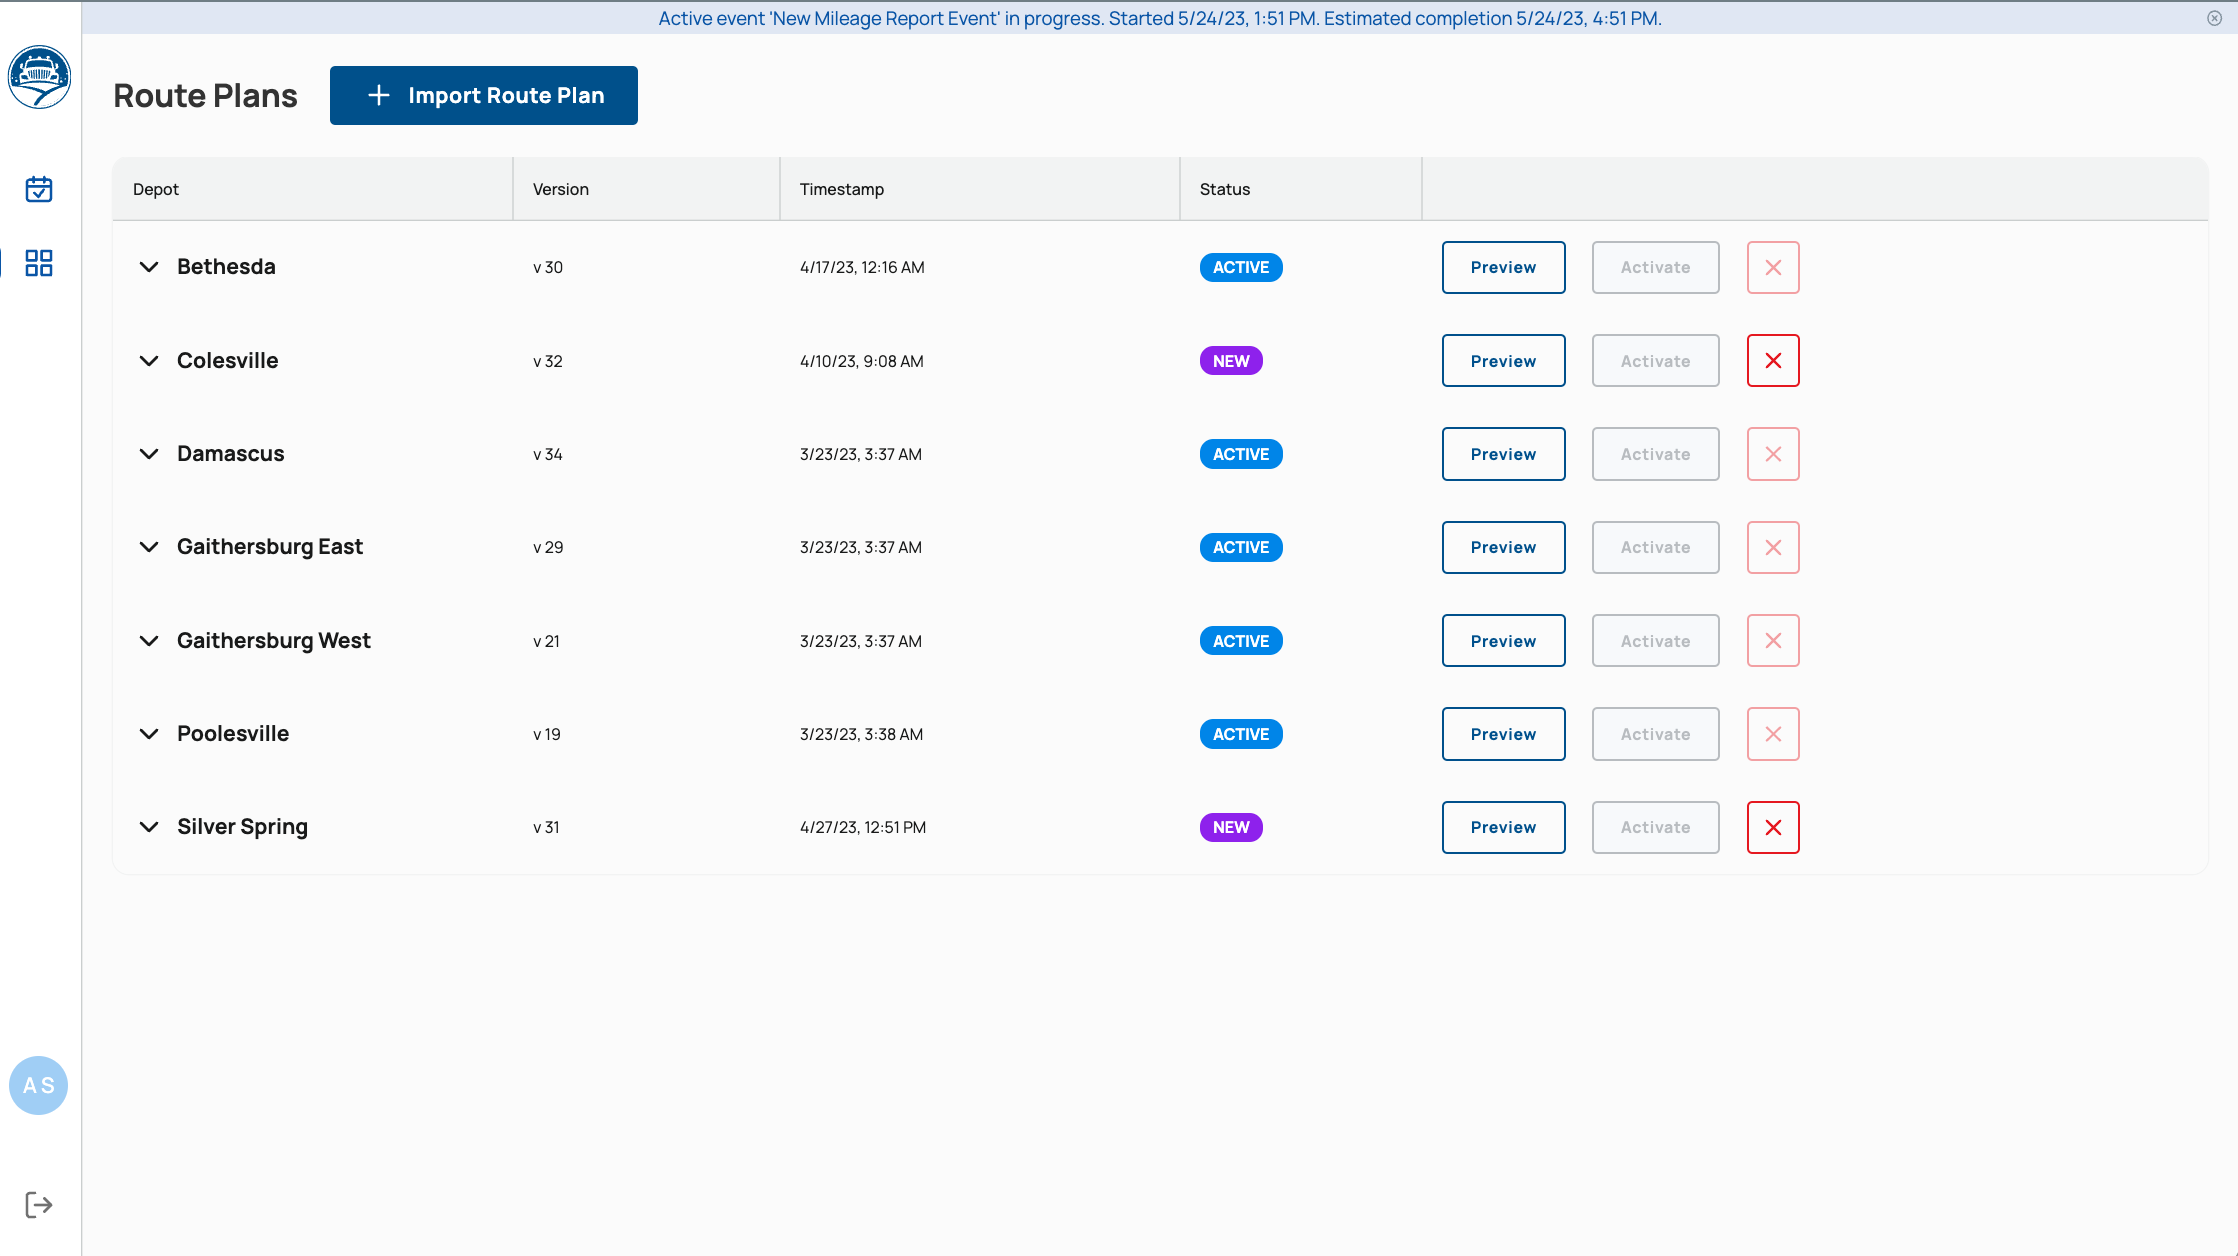 Active event 'New Mileage Report Event' in progress. Started 5/24/23, 1:51 PM. Estimated completion 5/24/23, 4:51 PM.
Route Plans
Import Route Plan
Depot Version Timestamp Status
Bethesda v 30 4/17/23, 12:16 AM ACTIVE Preview Activate
Colesville v 32 4/10/23, 9:08 AM NEW Preview Activate
Damascus v 34 3/23/23, 3:37 AM ACTIVE Preview Activate
Gaithersburg East v 29 3/23/23, 3:37 AM ACTIVE Preview Activate
Gaithersburg West v 21 3/23/23, 3:37 AM ACTIVE Preview Activate
Poolesville v 19 3/23/23, 3:38 AM ACTIVE Preview Activate
Silver Spring v 31 4/27/23, 12:51 PM NEW Preview Activate
A S